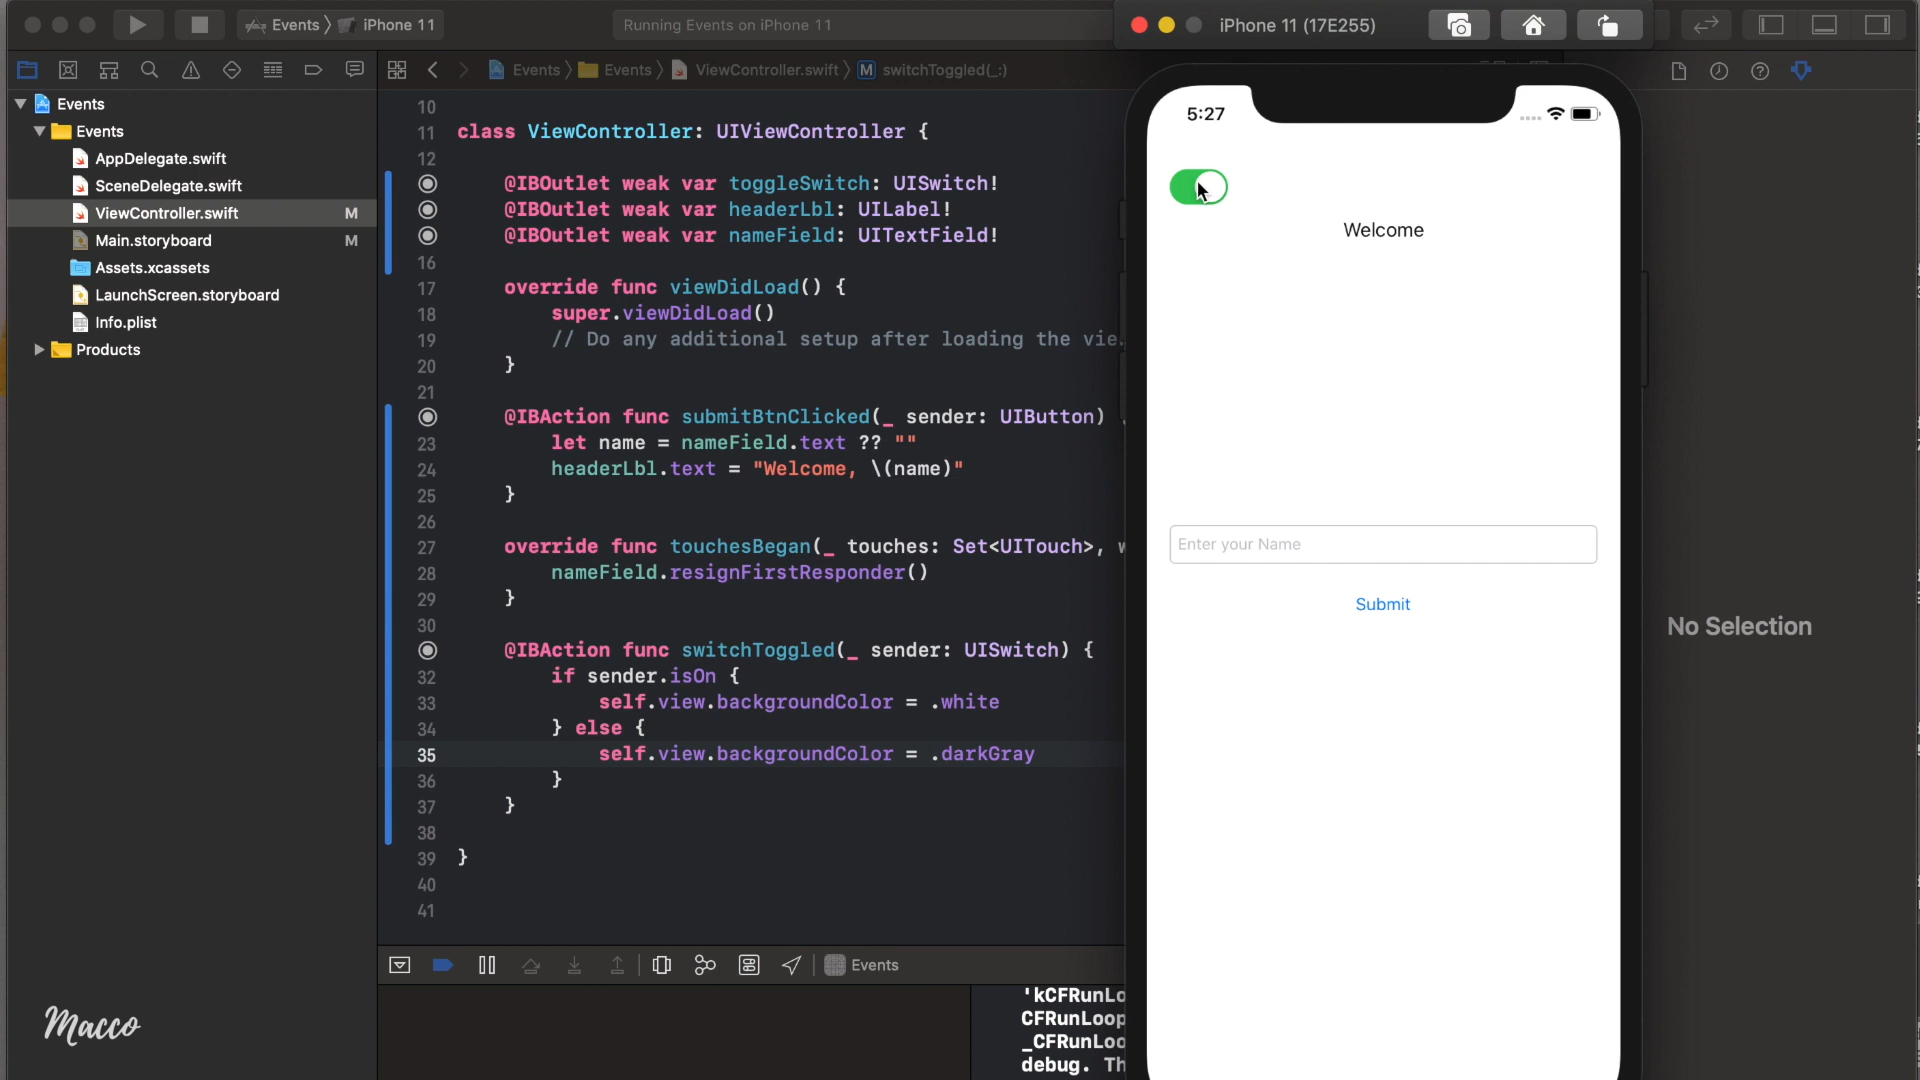 Events
iPhone 11
Running Events on iPhone 11
iPhone 11 (17E255)
Events
Events
ViewController.swift
M
switchToggled(_:)
Events
Events
AppDelegate.swift
SceneDelegate.swift
ViewController.swift
M
Main.storyboard
M
Assets.xcassets
LaunchScreen.storyboard
Info.plist
Products
10
11 class ViewController: UIViewController {
12
@IBOutlet weak var toggleSwitch: UISwitch!
@IBOutlet weak var headerLbl: UILabel!
@IBOutlet weak var nameField: UITextField!
16
17 override func viewDidLoad() {
18 super.viewDidLoad()
19 // Do any additional setup after loading the vie
20 }
21
@IBAction func submitBtnClicked(_ sender: UIButton)
23 let name = nameField.text ?? ""
24 headerLbl.text = "Welcome, \(name)"
25 }
26
27 override func touchesBegan(_ touches: Set<UITouch>,
28 nameField.resignFirstResponder()
29 }
30
@IBAction func switchToggled(_ sender: UISwitch) {
32 if sender.isOn {
33 self.view.backgroundColor = .white
34 } else {
35 self.view.backgroundColor = .darkGray
36 }
37 }
38
39 }
40
41
5:27
Welcome
Enter your Name
Submit
No Selection
Events
'kCFRunLo
CFRunLoop
_CFRunLoo
debug. Th
Macco